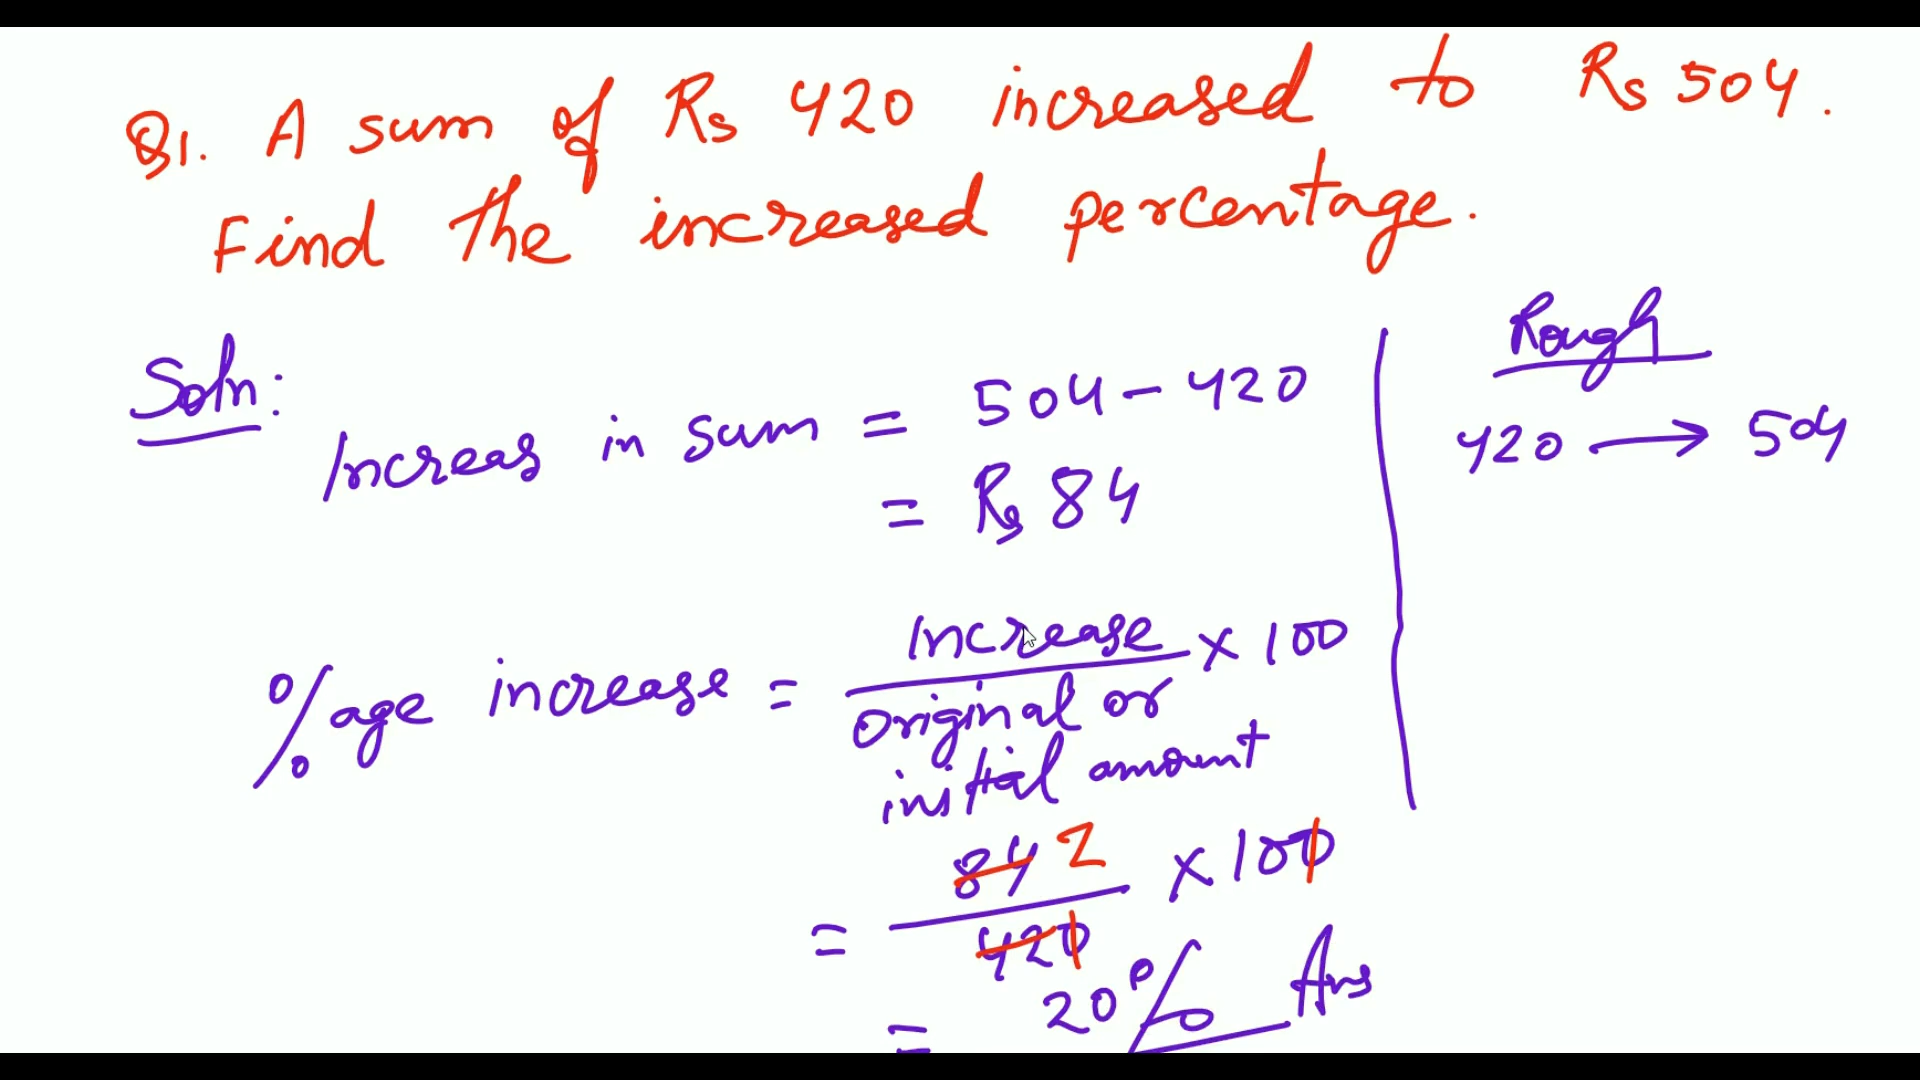 Q1. A sum of Rs 420 increased to Rs 504.
Find the increased percentage.
Soln:
Increas in sum = 504 - 420
= Rs 84
Rough
420 → 504
%age increase = Increase × 100
original or
initial amount
= 84 2 × 100
420
= 20% Ans